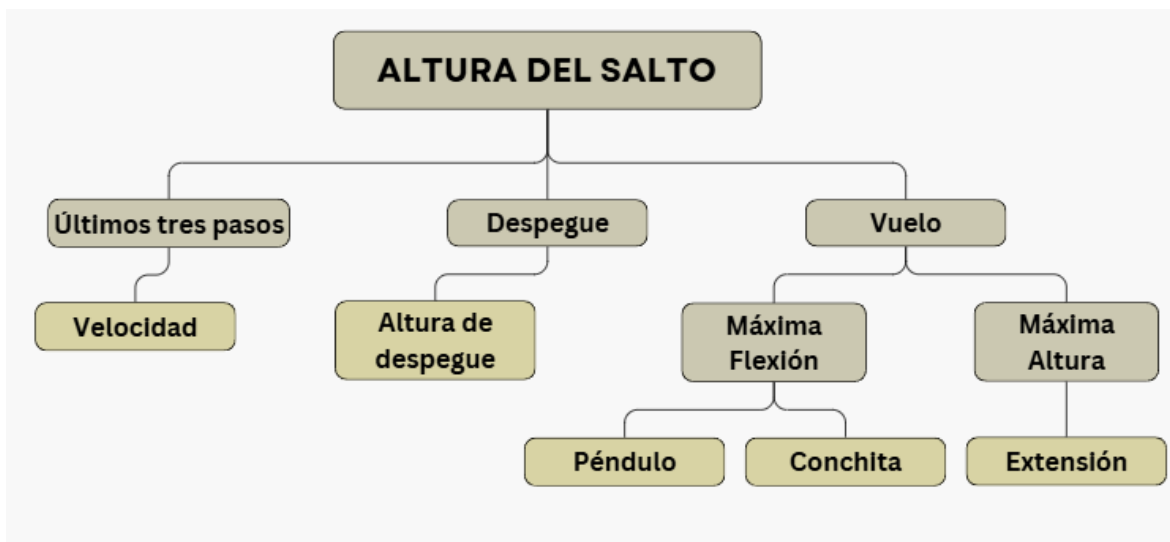 ALTURA DEL SALTO
Últimos tres pasos
Despegue
Vuelo
Velocidad
Altura de
despegue
Máxima
Flexión
Máxima
Altura
Péndulo
Conchita
Extensión